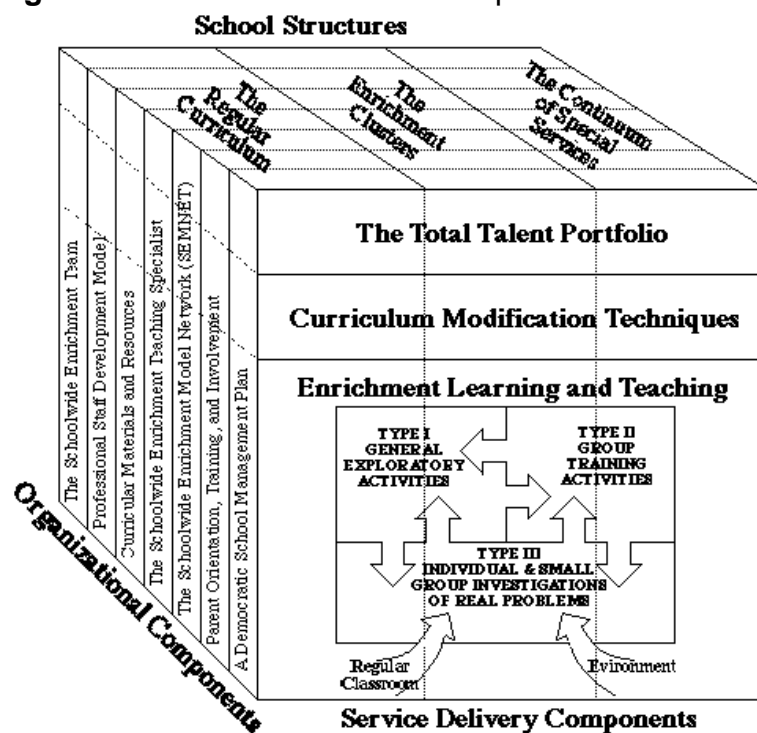 School Structures
The
Regular
Curriculum
The
Enrichment
Clusters
The Continuum
of Special
Services
The Total Talent Portfolio
Curriculum Modification Techniques
Enrichment Learning and Teaching
TYPE I
GENERAL
EXPLORATORY
ACTIVITIES
TYPE II
GROUP
TRAINING
ACTIVITIES
TYPE III
INDIVIDUAL & SMALL
GROUP INVESTIGATIONS
OF REAL PROBLEMS
Regular
Classroom
Evironment
Service Delivery Components
Organizational Components
The Schoolwide Enrichment Team
Professional Staff Development Model
Curricular Materials and Resources
The Schoolwide Enrichment Teaching Specialist
The Schoolwide Enrichment Model Network (SEMNET)
Parent Orientation, Training, and Involvement
A Democratic School Management Plan